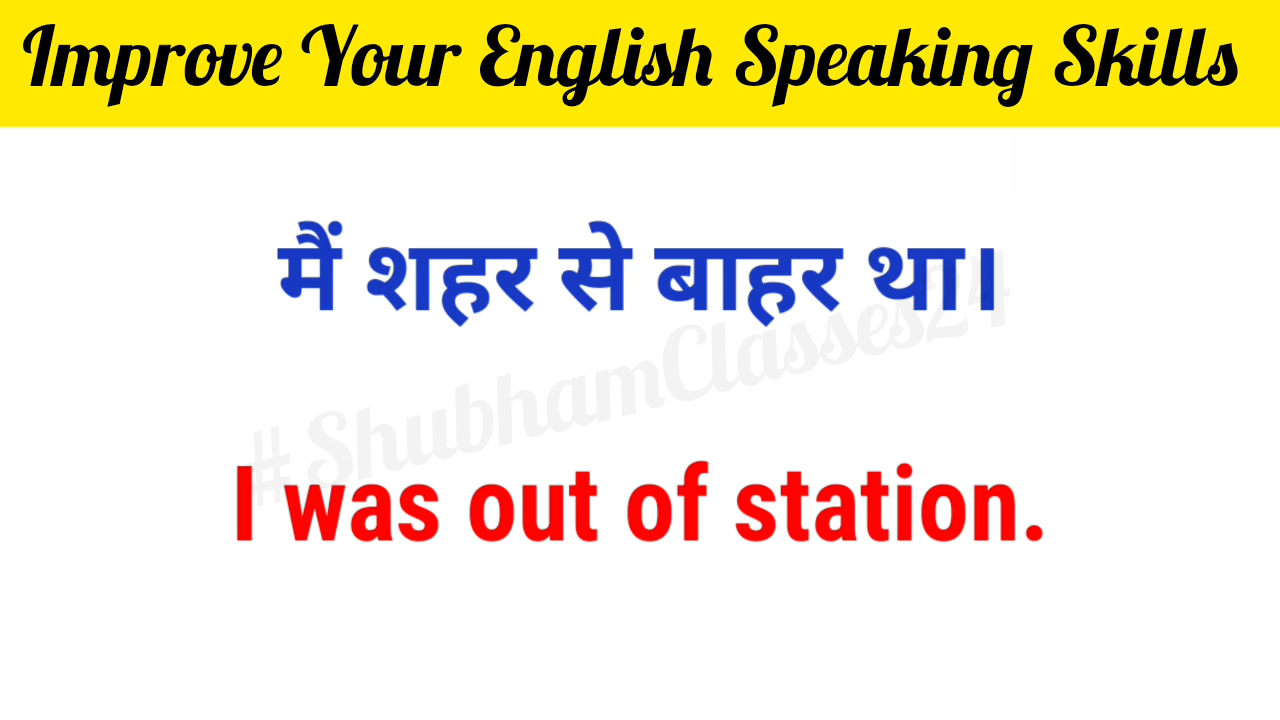 Improve Your English Speaking Skills
मैं शहर से बाहर था।
#ShubhamClasses24
I was out of station.